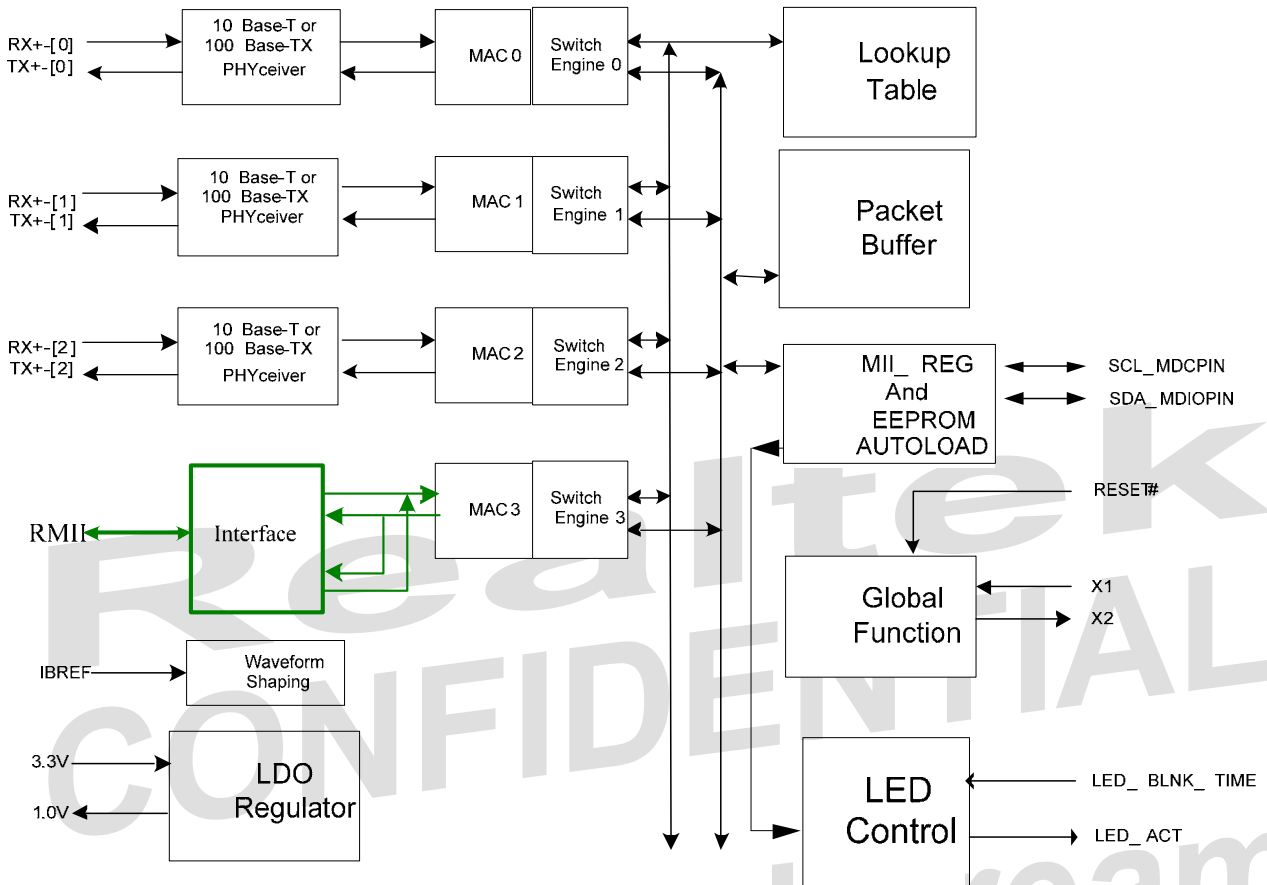 RX+-[0]
TX+-[0]
10 Base-T or
100 Base-TX
PHYceiver
MAC 0
Switch
Engine 0
Lookup
Table
RX+-[1]
TX+-[1]
10 Base-T or
100 Base-TX
PHYceiver
MAC 1
Switch
Engine 1
Packet
Buffer
RX+-[2]
TX+-[2]
10 Base-T or
100 Base-TX
PHYceiver
MAC 2
Switch
Engine 2
MII_ REG
And
EEPROM
AUTOLOAD
SCL_MDCPIN
SDA_MDIOPIN
RMII
Interface
MAC 3
Switch
Engine 3
RESET#
Global
Function
X1
X2
IBREF
Waveform
Shaping
3.3V
1.0V
LDO
Regulator
LED
Control
LED_ BLNK_ TIME
LED_ ACT
Realtek
CONFIDENTIAL